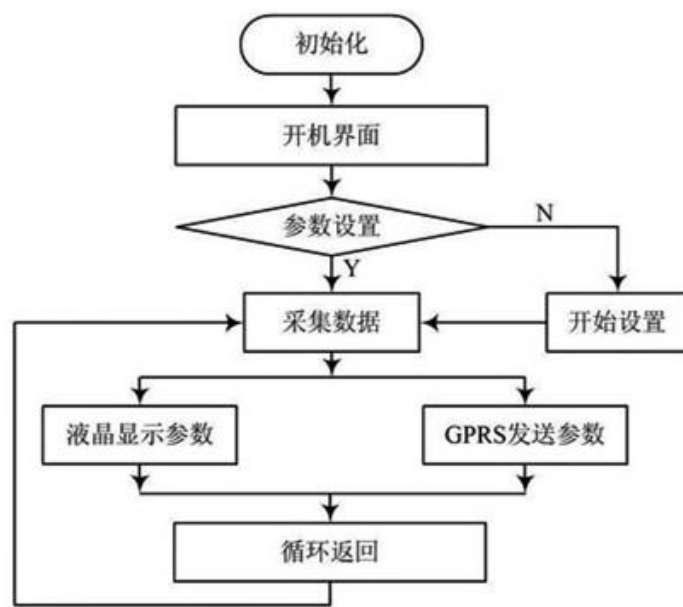 初始化
开机界面
参数设置
N
Y
采集数据
开始设置
液晶显示参数
GPRS发送参数
循环返回